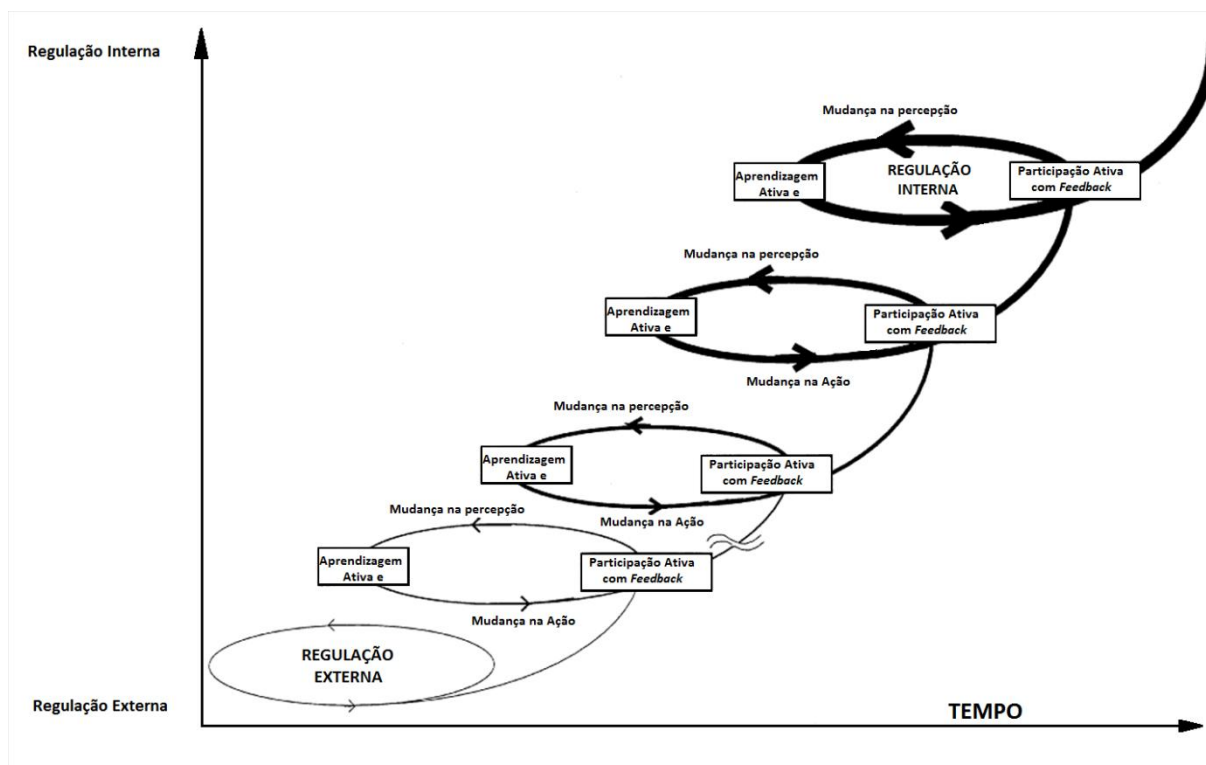 Regulação Interna
Mudança na percepção
Aprendizagem
Ativa e
REGULAÇÃO
INTERNA
Participação Ativa
com Feedback
Mudança na percepção
Aprendizagem
Ativa e
Participação Ativa
com Feedback
Mudança na Ação
Mudança na percepção
Aprendizagem
Ativa e
Participação Ativa
com Feedback
Mudança na Ação
Mudança na percepção
Aprendizagem
Ativa e
Participação Ativa
com Feedback
Mudança na Ação
REGULAÇÃO
EXTERNA
Regulação Externa
TEMPO